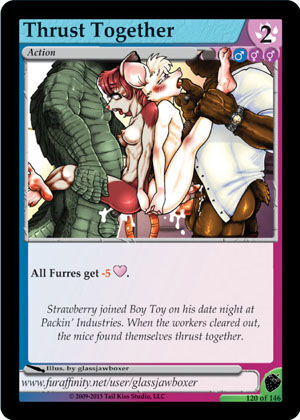 Thrust Together
2
Action
All Furres get -5
Strawberry joined Boy Toy on his date night at
Packin' Industries. When the workers cleared out,
the mice found themselves thrust together.
Illus. by glassjawboxer
www.furaffinity.net/user/glassjawboxer
© 2009-2015 Tail Kiss Studio, LLC
120 of 146